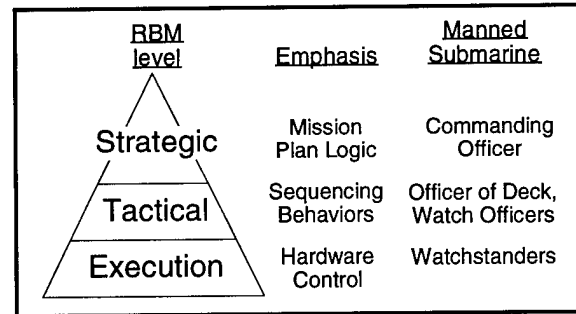 RBM level
Emphasis
Manned Submarine
Strategic
Mission Plan Logic
Commanding Officer
Tactical
Sequencing Behaviors
Officer of Deck, Watch Officers
Execution
Hardware Control
Watchstanders